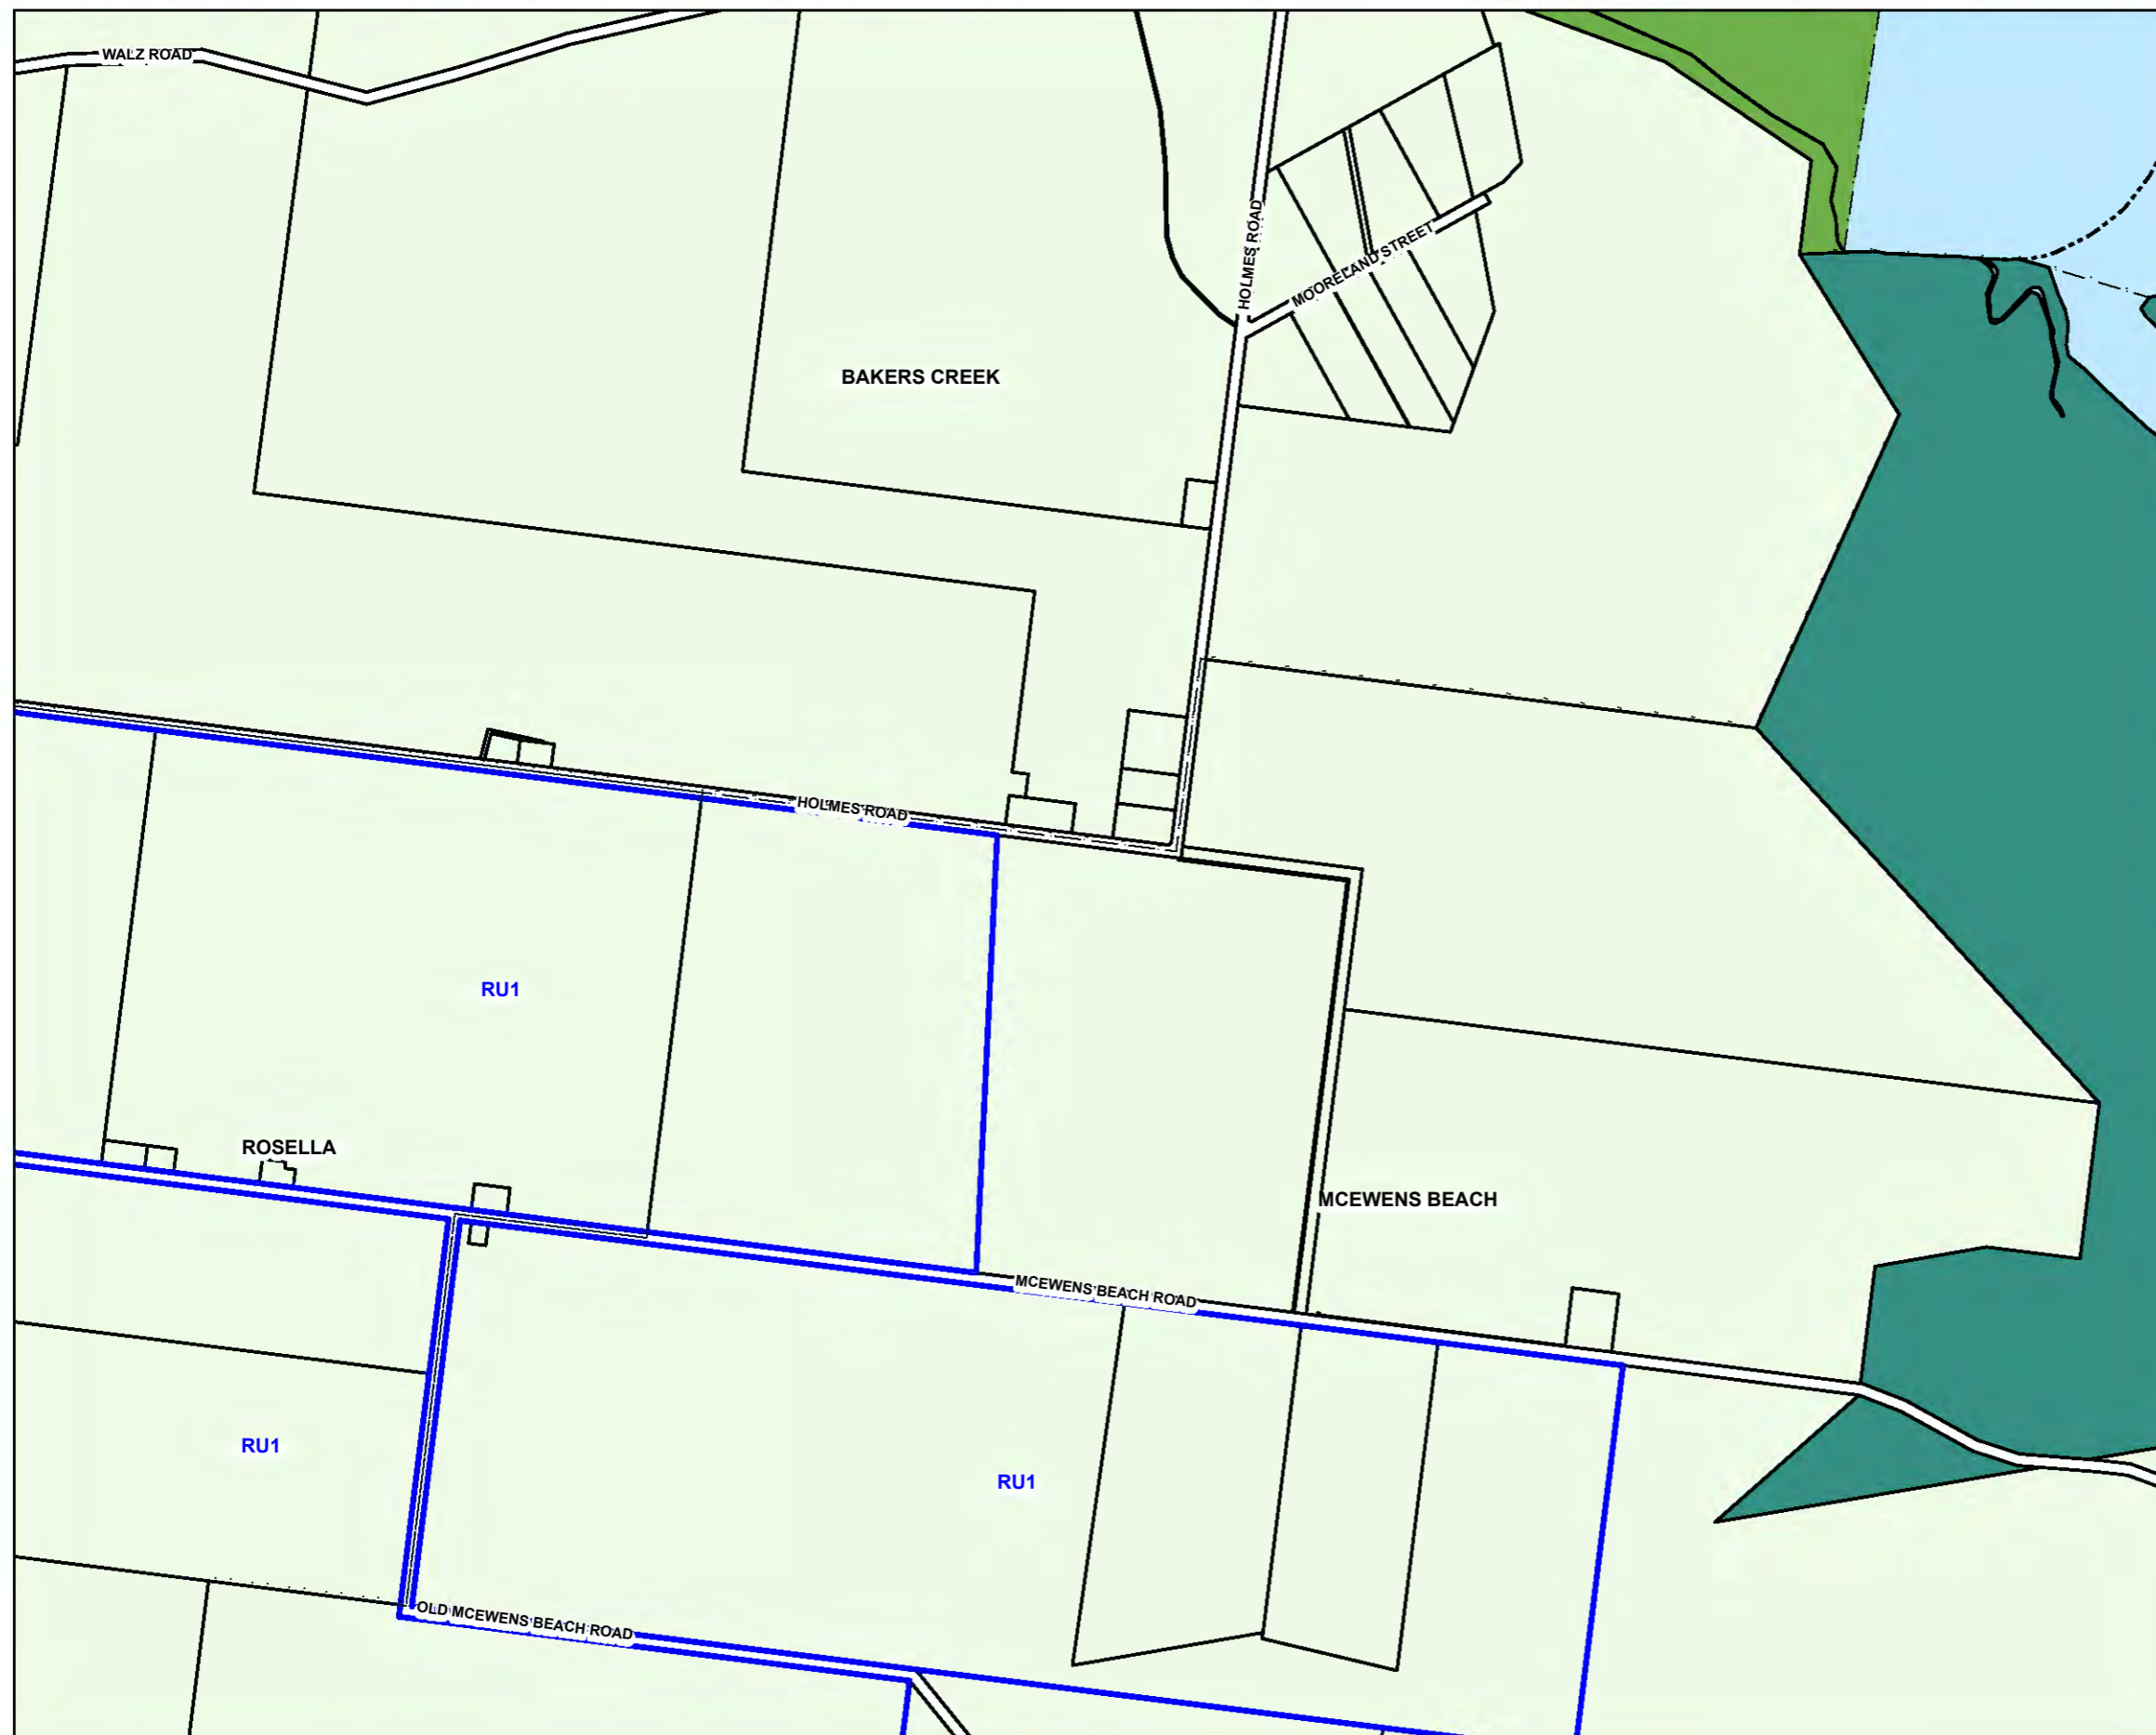 WALZ ROAD
HOLMES ROAD
MOORELAND STREET
BAKERS CREEK
HOLMES ROAD
RU1
ROSELLA
MCEWENS BEACH
MCEWENS BEACH ROAD
RU1
RU1
OLD MCEWENS BEACH ROAD